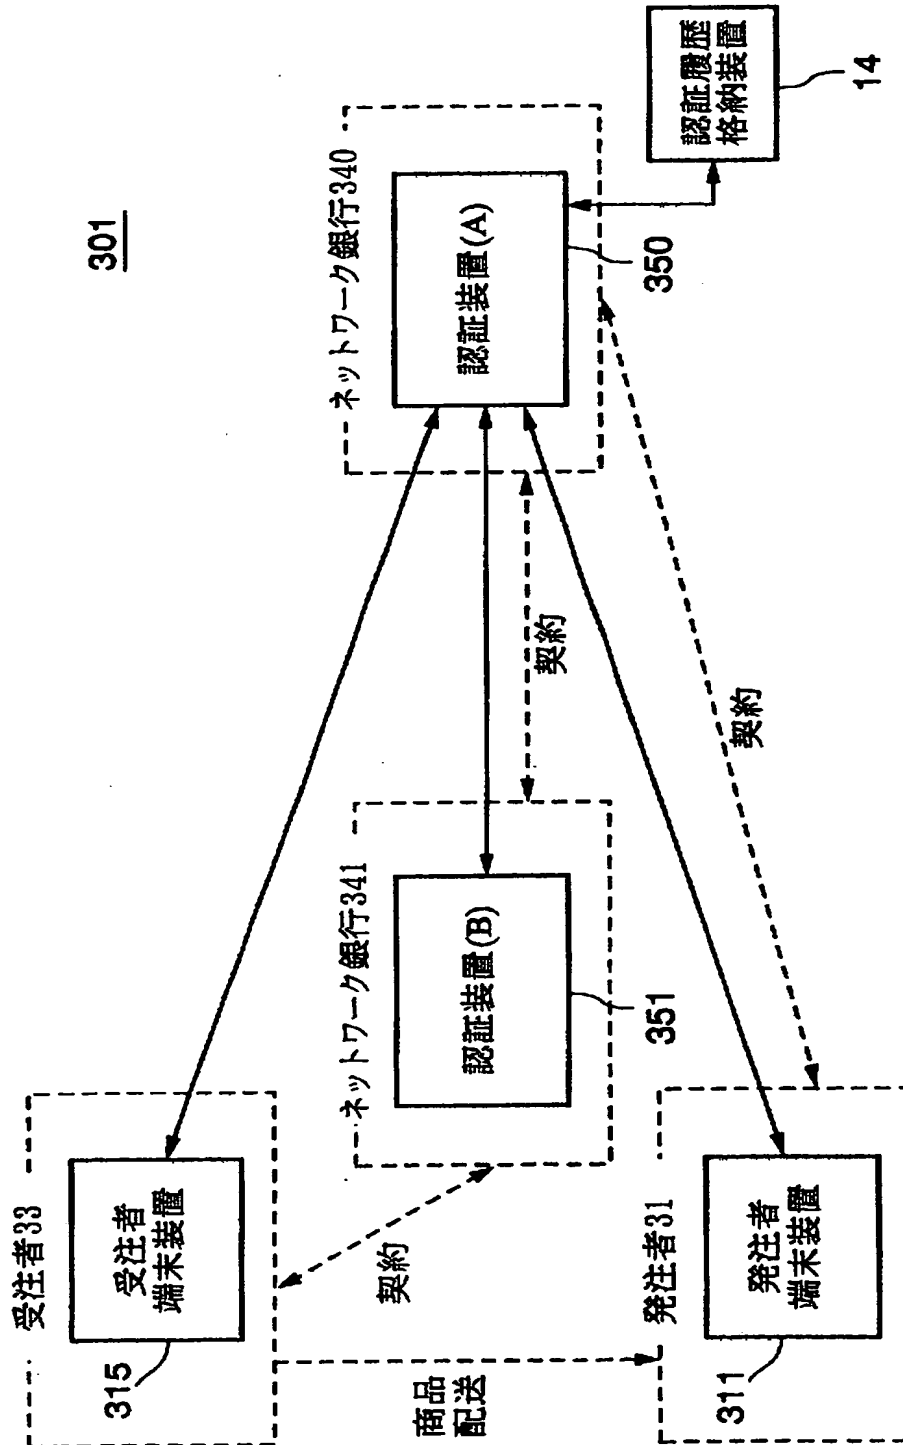 301
受注者33
受注者
端末装置
315
ネットワーク銀行341
認証装置(B)
351
ネットワーク銀行340
認証装置(A)
350
認証履歴
格納装置
14
契約
契約
契約
商品
配送
発注者31
発注者
端末装置
311